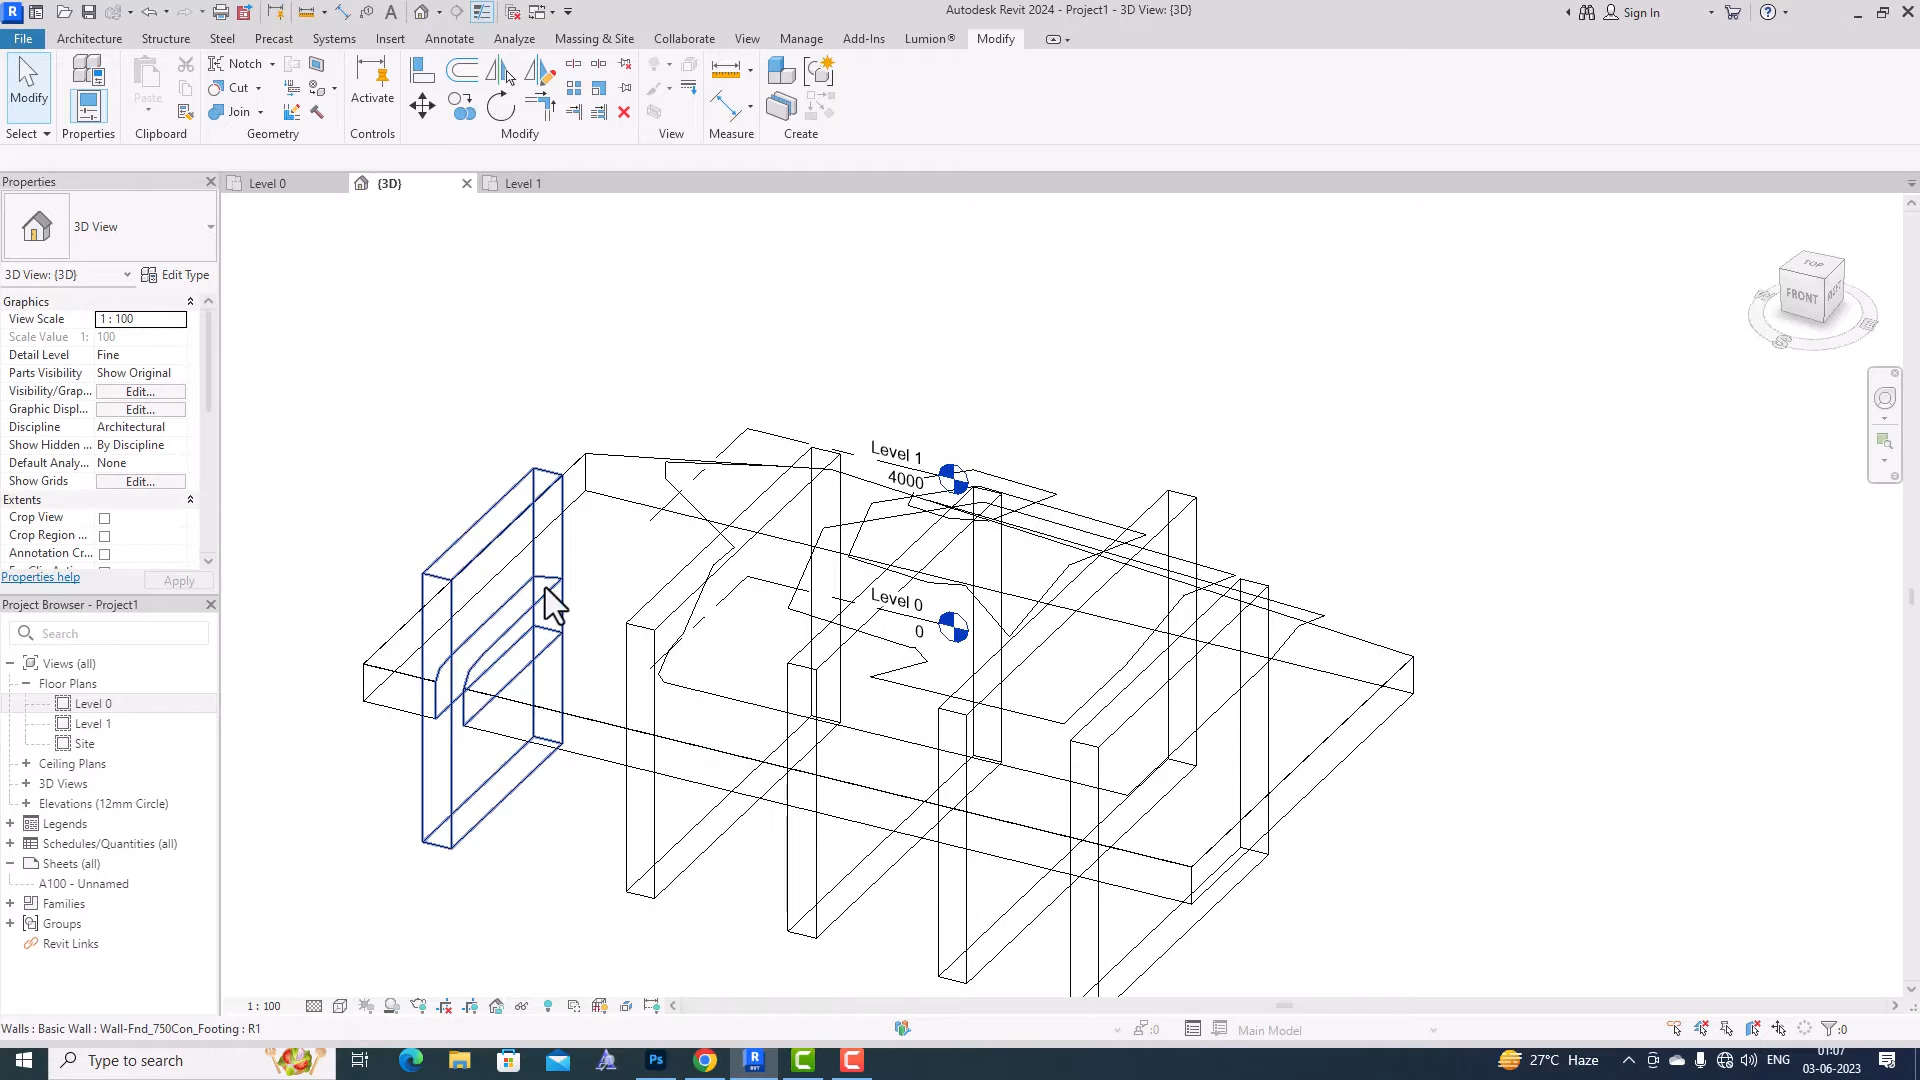 Autodesk Revit 2024 - Project1 - 3D View: {3D}
Sign In
File Architecture Structure Steel Precast Systems Insert Annotate Analyze Massing & Site Collaborate View Manage Add-Ins Lumion® Modify
Modify
Paste
Notch
Cut
Join
Activate
Select Properties Clipboard Geometry Controls Modify View Measure Create
Properties
Level 0
{3D}
Level 1
3D View
3D View: {3D}
Edit Type
Graphics
View Scale 1 : 100
Scale Value 1: 100
Detail Level Fine
Parts Visibility Show Original
Visibility/Grap... Edit...
Graphic Displ... Edit...
Discipline Architectural
Show Hidden ... By Discipline
Default Analy... None
Show Grids Edit...
Extents
Crop View
Crop Region ...
Annotation Cr...
Properties help
Apply
Project Browser - Project1
Search
Views (all)
Floor Plans
Level 0
Level 1
Site
Ceiling Plans
3D Views
Elevations (12mm Circle)
Legends
Schedules/Quantities (all)
Sheets (all)
A100 - Unnamed
Families
Groups
Revit Links
Level 1
4000
Level 0
0
TOP
FRONT
RIGHT
1 : 100
Walls : Basic Wall : Wall-Fnd_750Con_Footing : R1
:0
Main Model
:0
Type to search
27°C Haze
ENG
01:07
03-06-2023